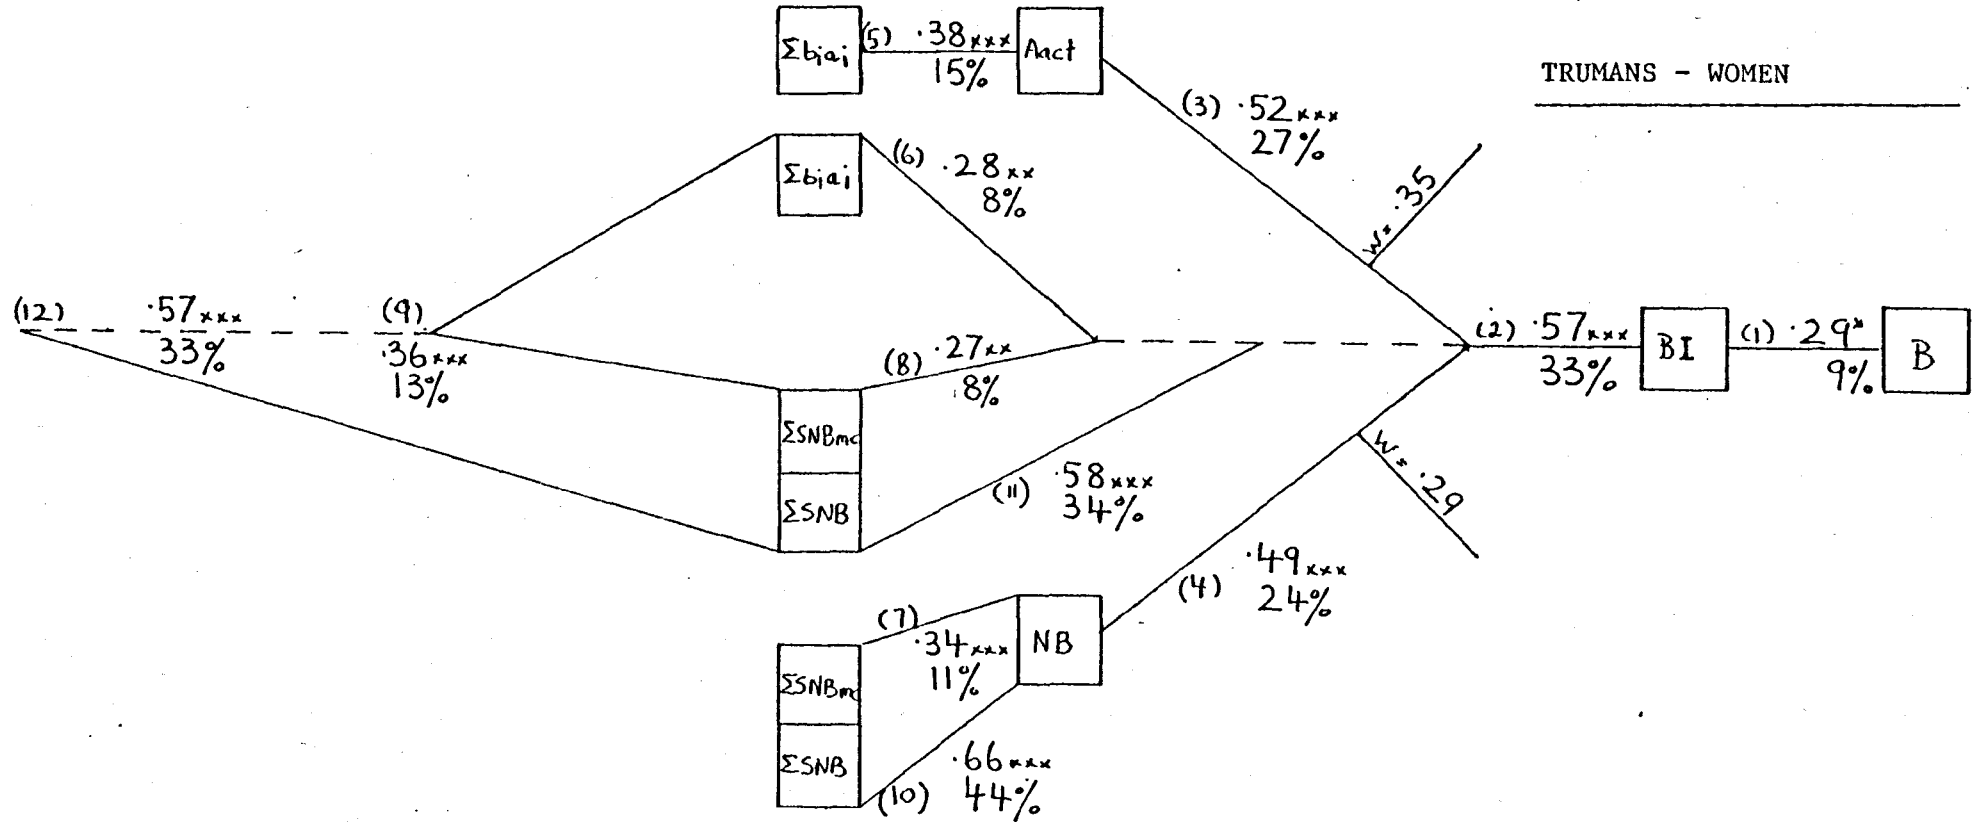 TRUMANS - WOMEN
Σbiai
(5) ·38xxx
15%
Aact
(3) ·52xxx
27%
W= ·35
Σbiai
(6) ·28xx
8%
(12) ·57xxx
33%
(9)
·36xxx
13%
(8) ·27xx
8%
(2) ·57xxx
33%
BI
(1) ·29x
9%
B
ΣSNBmc
ΣSNB
(11) ·58xxx
34%
W= ·29
(4) ·49xxx
24%
(7)
·34xxx
11%
NB
ΣSNBmc
ΣSNB
(10) ·66xxx
44%